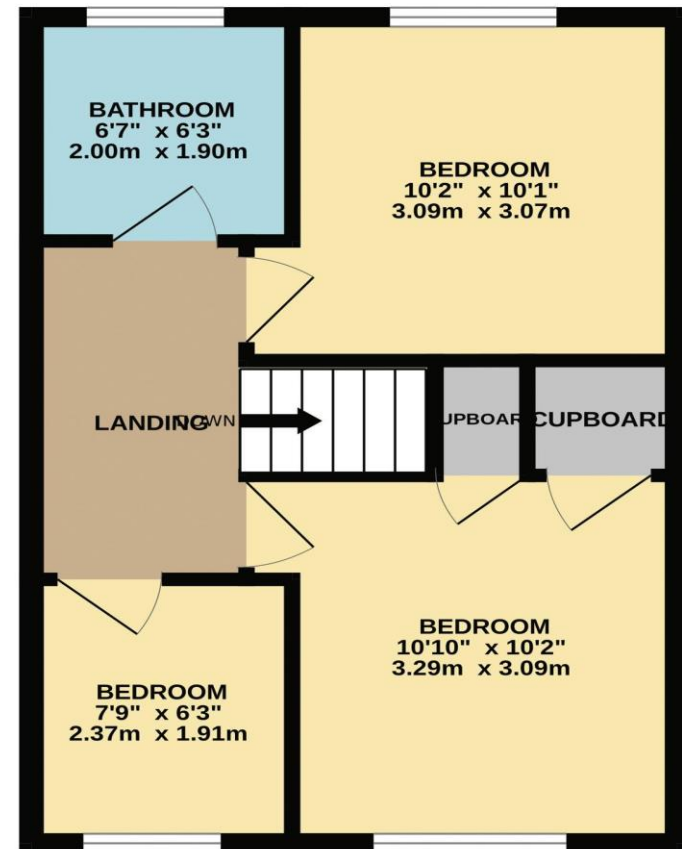 BATHROOM
6'7" x 6'3"
2.00m x 1.90m
BEDROOM
10'2" x 10'1"
3.09m x 3.07m
LANDING
DOWN
UPBOAR
CUPBOARD
BEDROOM
10'10" x 10'2"
3.29m x 3.09m
BEDROOM
7'9" x 6'3"
2.37m x 1.91m